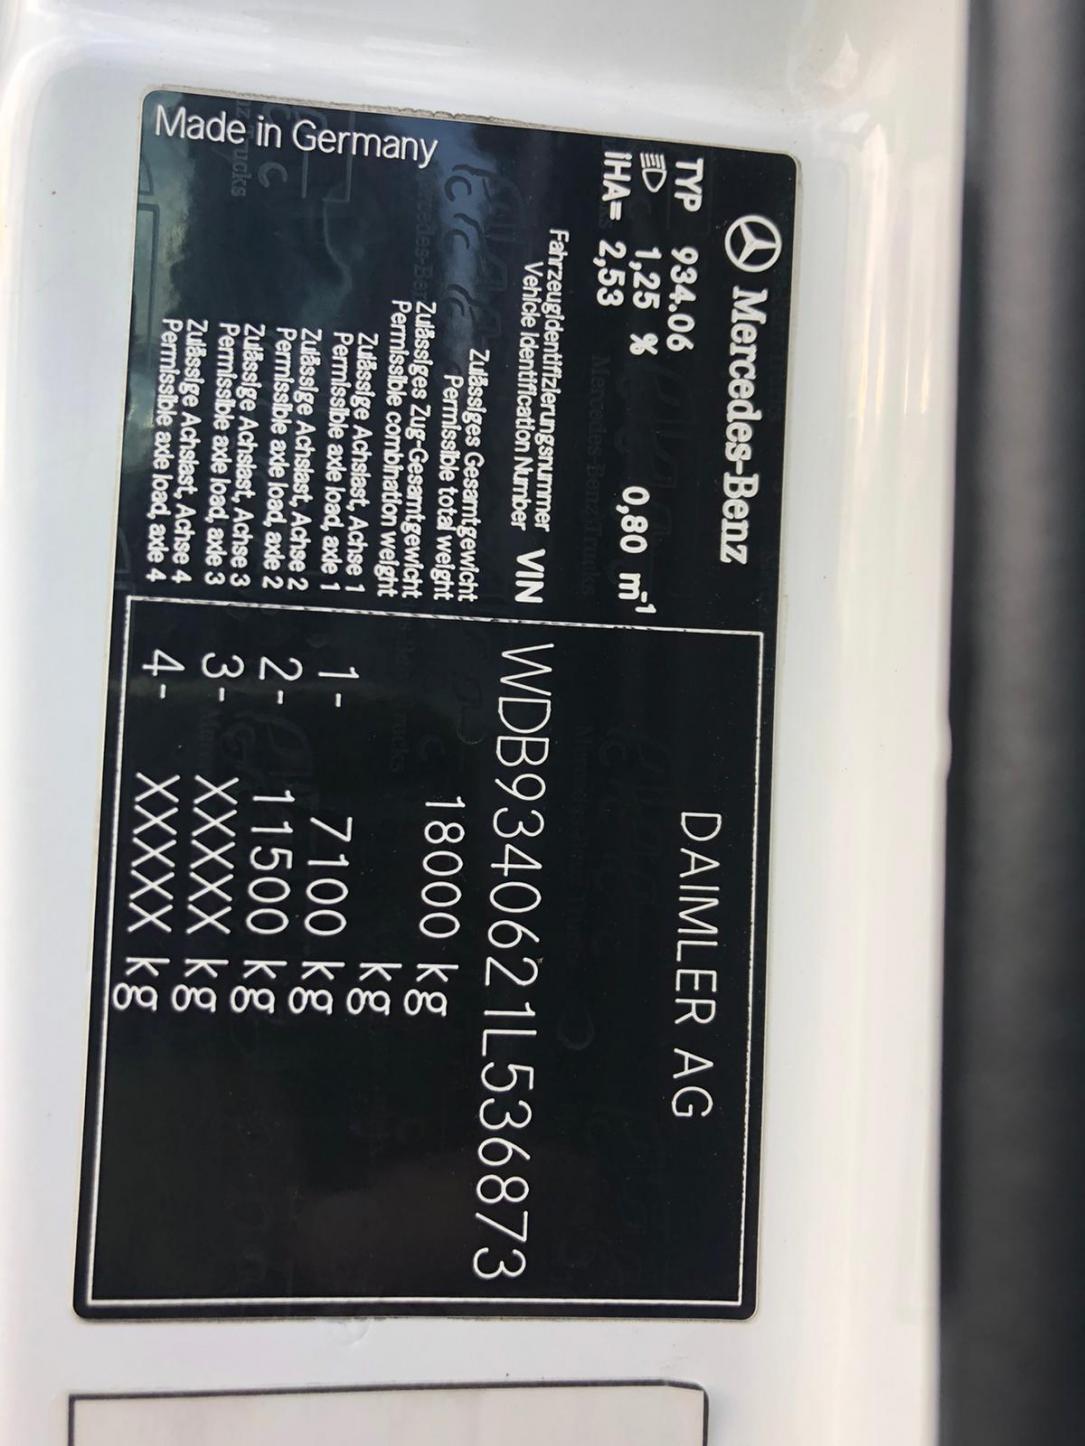 Mercedes-Benz
DAIMLER AG
TYP 934.06
1,25 % 0,80 m⁻¹
IHA= 2,53
Fahrzeugidentifizierungsnummer
Vehicle Identification Number VIN WDB9340621L536873
Zulässiges Gesamtgewicht
Permissible total weight 18000 kg
Zulässiges Zug-Gesamtgewicht
Permissible combination weight kg
Zulässige Achslast, Achse 1
Permissible axle load, axle 1 1- 7100 kg
Zulässige Achslast, Achse 2
Permissible axle load, axle 2 2- 11500 kg
Zulässige Achslast, Achse 3
Permissible axle load, axle 3 3- XXXXX kg
Zulässige Achslast, Achse 4
Permissible axle load, axle 4 4- XXXXX kg
Made in Germany